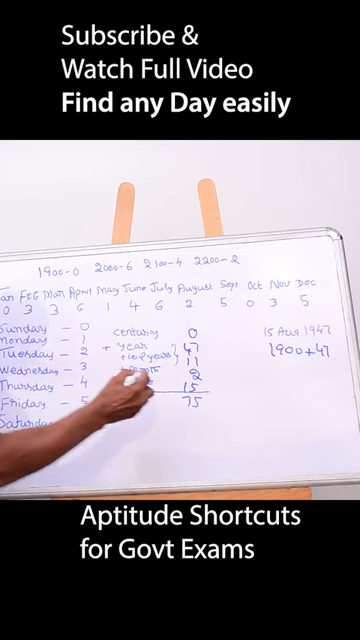 Subscribe &
Watch Full Video
Find any Day easily
1900-0 2000-6 2100-4 2200-2
Jan Feb Mar April May June July August Sept Oct Nov Dec
0 3 3 6 1 4 6 2 5 0 3 5
Sunday - 0
Monday - 1
Tuesday - 2
Wednesday - 3
Thursday - 4
Friday - 5
Saturday
century 0
+ year 47
11
+ month 2
15
75
15 Aug 1947
1900+47
Aptitude Shortcuts
for Govt Exams